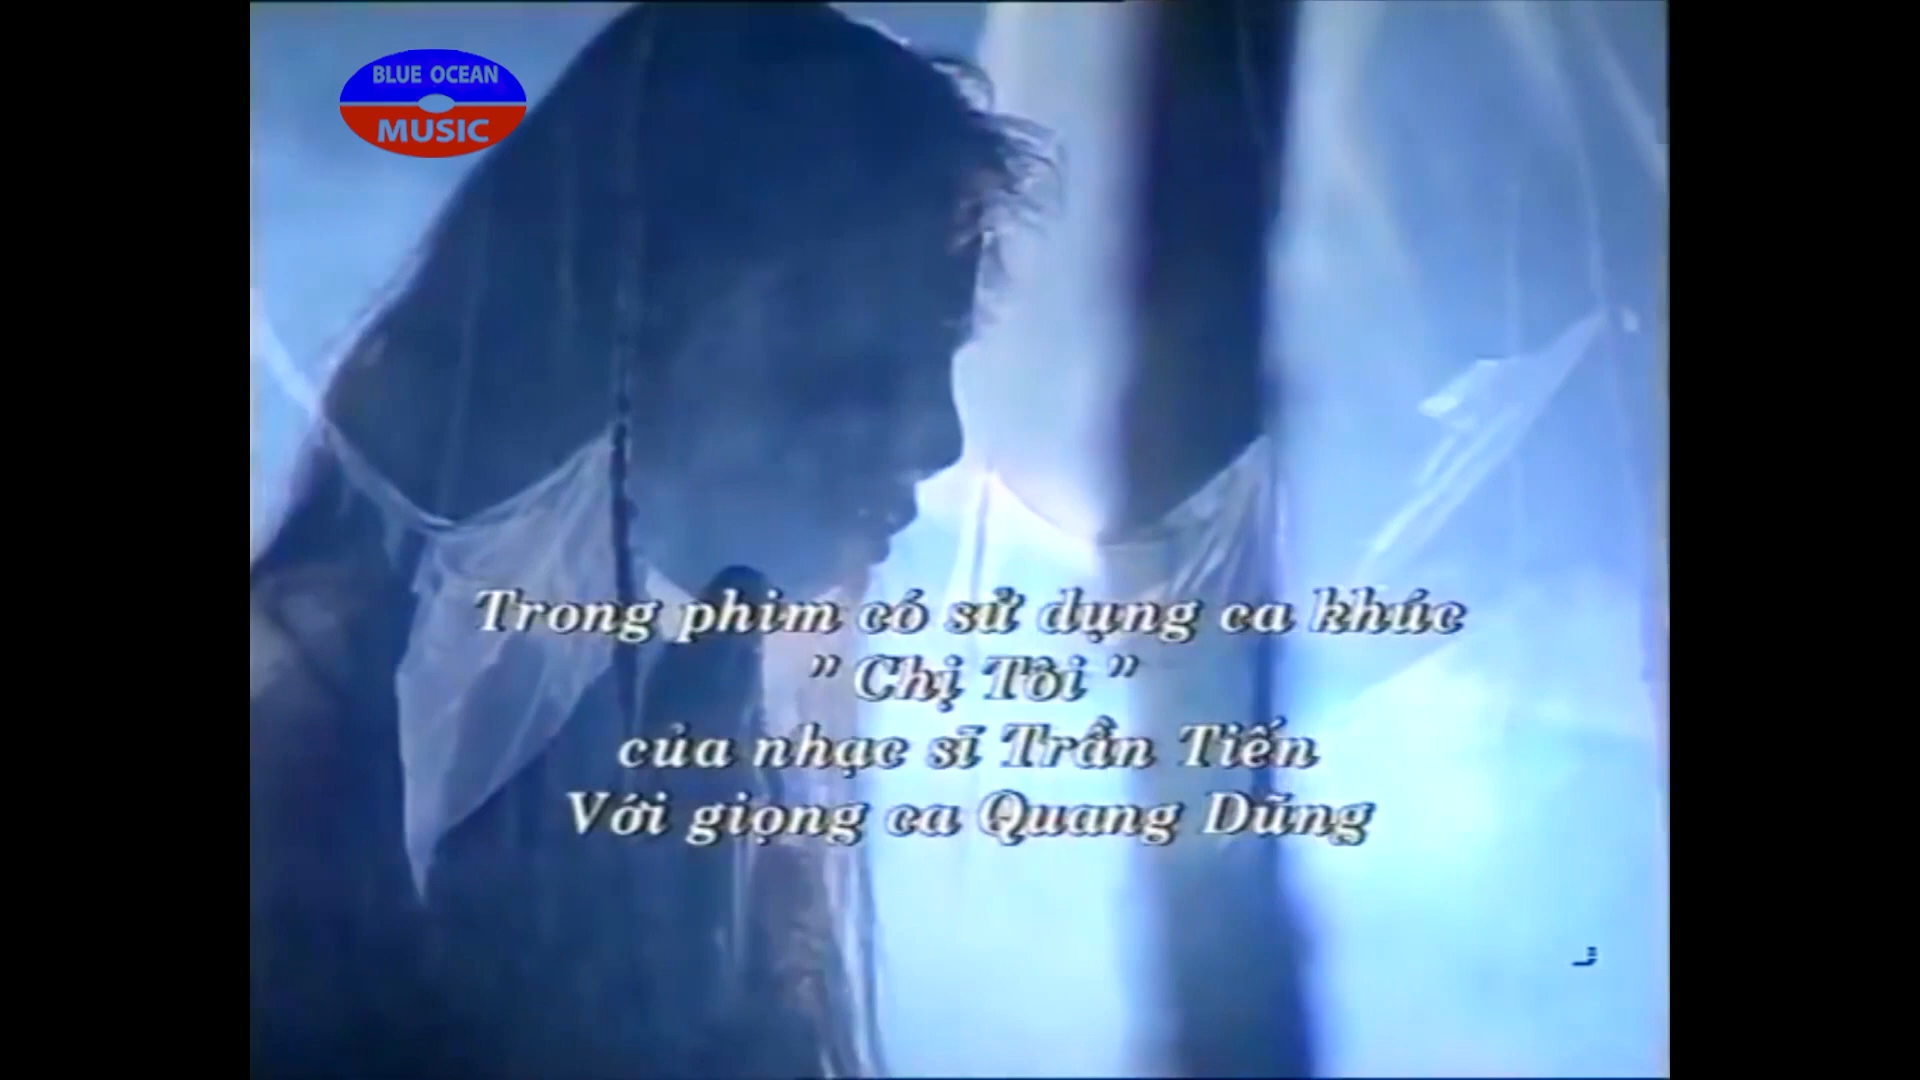 BLUE OCEAN
MUSIC
Trong phim có sử dụng ca khúc
" Chị Tôi "
của nhạc sĩ Trần Tiến
Với giọng ca Quang Dũng